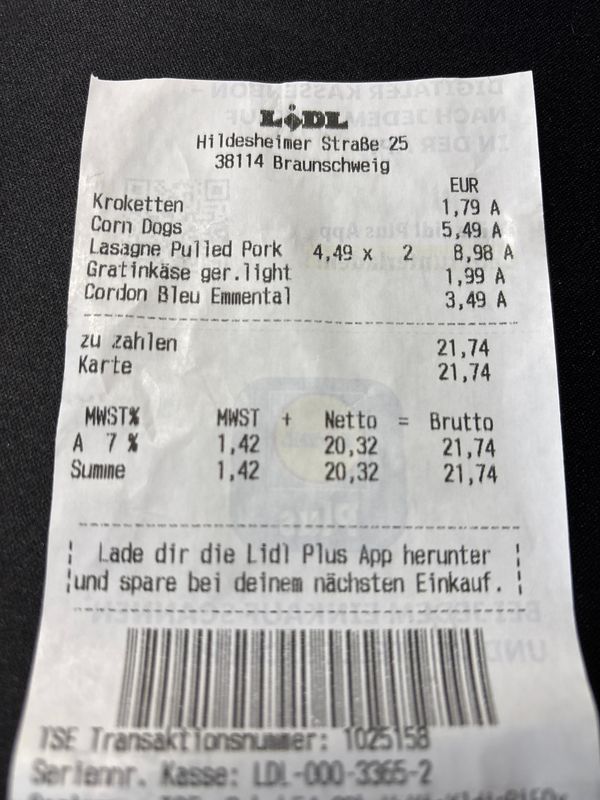 LIDL
Hildesheimer Straße 25
38114 Braunschweig
EUR
Kroketten 1,79 A
Corn Dogs 5,49 A
Lasagne Pulled Pork 4,49 x 2 8,98 A
Gratinkäse ger.light 1,99 A
Cordon Bleu Emmental 3,49 A
zu zahlen 21,74
Karte 21,74
MWST% MWST + Netto = Brutto
A 7 % 1,42 20,32 21,74
Summe 1,42 20,32 21,74
Lade dir die Lidl Plus App herunter
und spare bei deinem nächsten Einkauf.
TSE Transaktionsnummer: 1025158
Seriennr. Kasse: LDL-000-3365-2